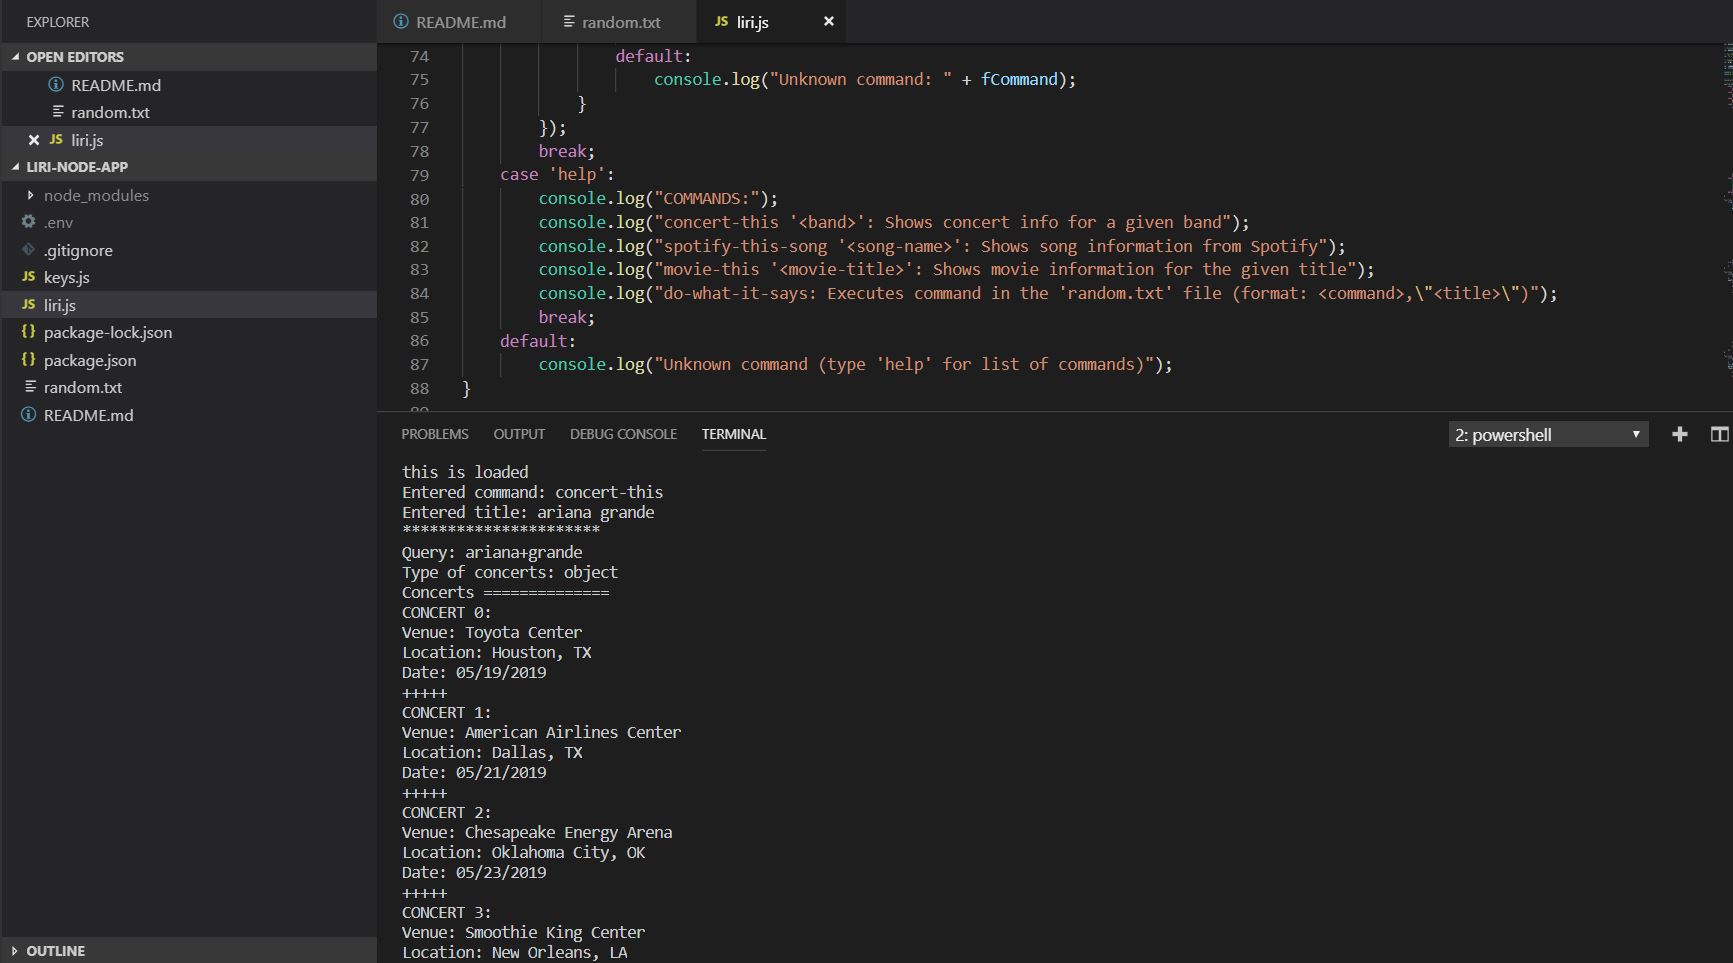 EXPLORER
OPEN EDITORS
README.md
random.txt
JS liri.js
LIRI-NODE-APP
node_modules
.env
.gitignore
JS keys.js
JS liri.js
{} package-lock.json
{} package.json
random.txt
README.md
OUTLINE
README.md random.txt JS liri.js
74 default:
75 console.log("Unknown command: " + fCommand);
76 }
77 });
78 break;
79 case 'help':
80 console.log("COMMANDS:");
81 console.log("concert-this '<band>': Shows concert info for a given band");
82 console.log("spotify-this-song '<song-name>': Shows song information from Spotify");
83 console.log("movie-this '<movie-title>': Shows movie information for the given title");
84 console.log("do-what-it-says: Executes command in the 'random.txt' file (format: <command>,\"<title>\")");
85 break;
86 default:
87 console.log("Unknown command (type 'help' for list of commands)");
88 }
PROBLEMS OUTPUT DEBUG CONSOLE TERMINAL 2: powershell
this is loaded
Entered command: concert-this
Entered title: ariana grande
**********************
Query: ariana+grande
Type of concerts: object
Concerts ==============
CONCERT 0:
Venue: Toyota Center
Location: Houston, TX
Date: 05/19/2019
+++++
CONCERT 1:
Venue: American Airlines Center
Location: Dallas, TX
Date: 05/21/2019
+++++
CONCERT 2:
Venue: Chesapeake Energy Arena
Location: Oklahoma City, OK
Date: 05/23/2019
+++++
CONCERT 3:
Venue: Smoothie King Center
Location: New Orleans, LA